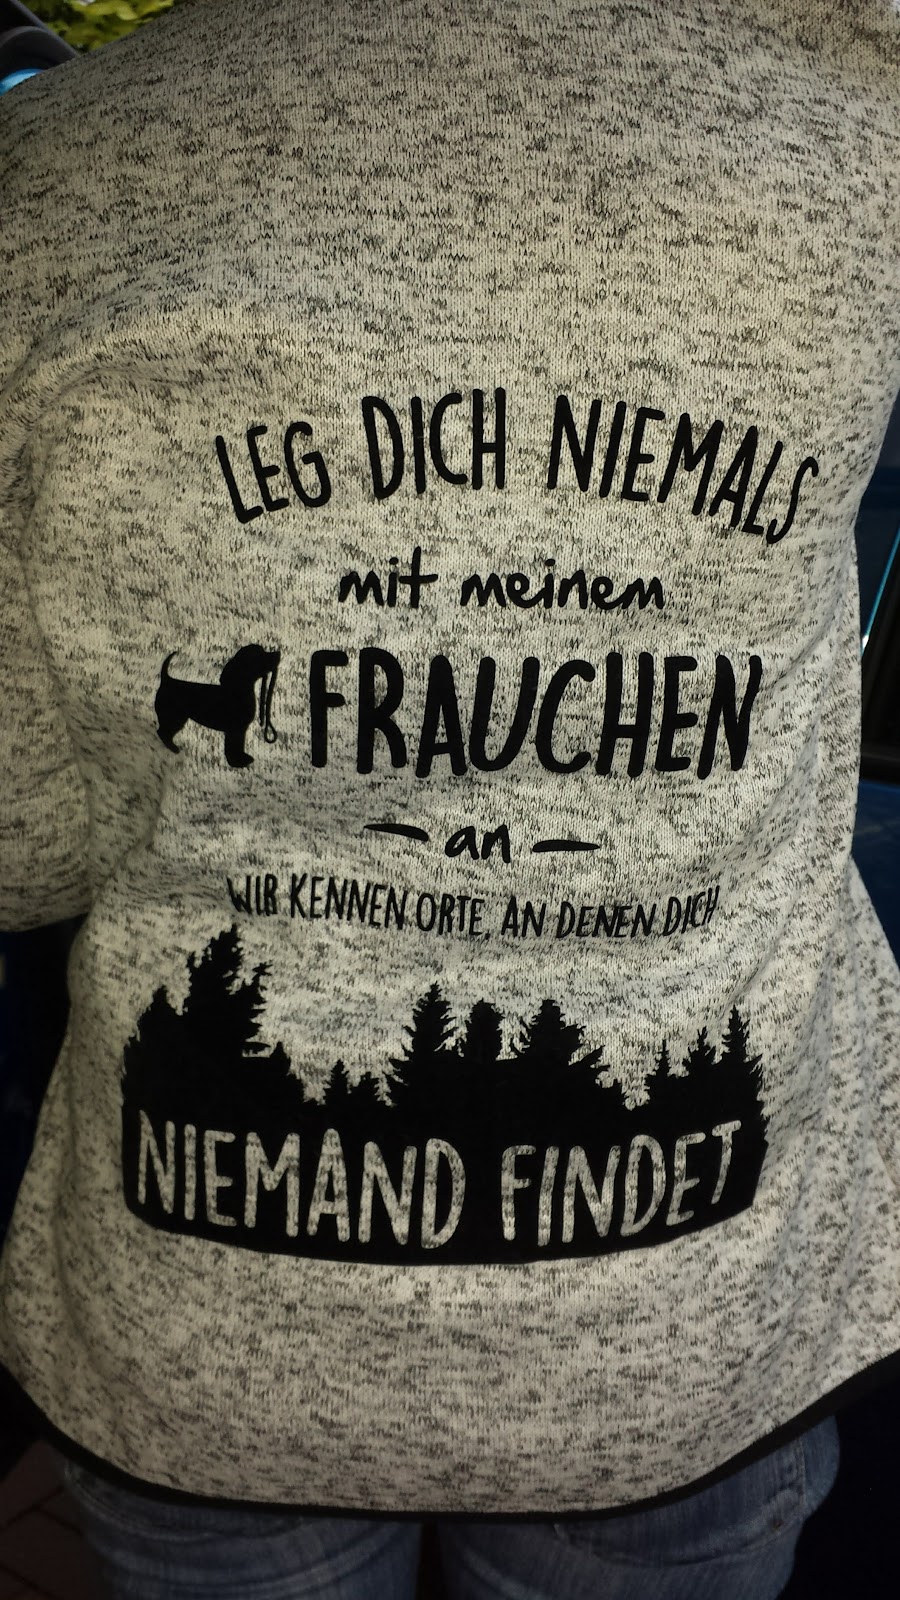 LEG DICH NIEMALS
mit meinem
FRAUCHEN
- an -
WIR KENNEN ORTE, AN DENEN DICH
NIEMAND FINDET